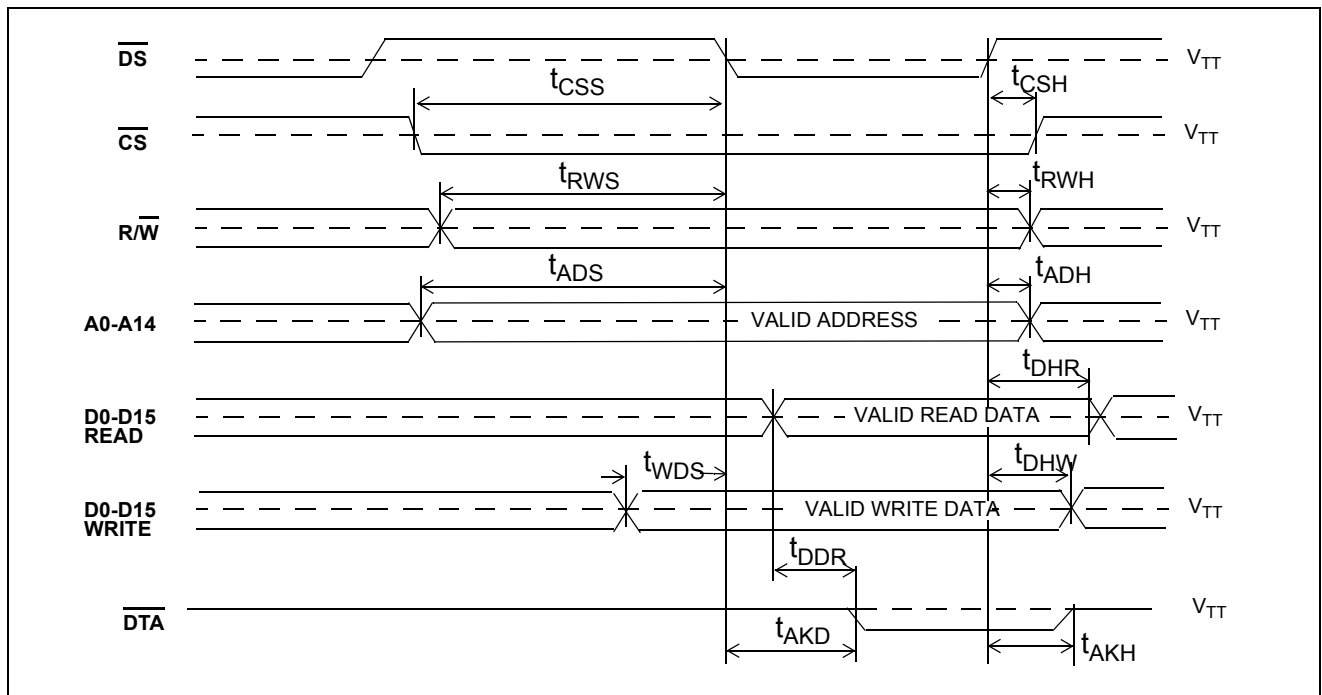 DS VTT
tCSS tCSH
CS VTT
tRWS tRWH
R/W VTT
tADS tADH
A0-A14 VALID ADDRESS VTT
tDHR
D0-D15 VALID READ DATA VTT
READ
tWDS tDHW
D0-D15 VALID WRITE DATA VTT
WRITE
tDDR
DTA VTT
tAKD tAKH